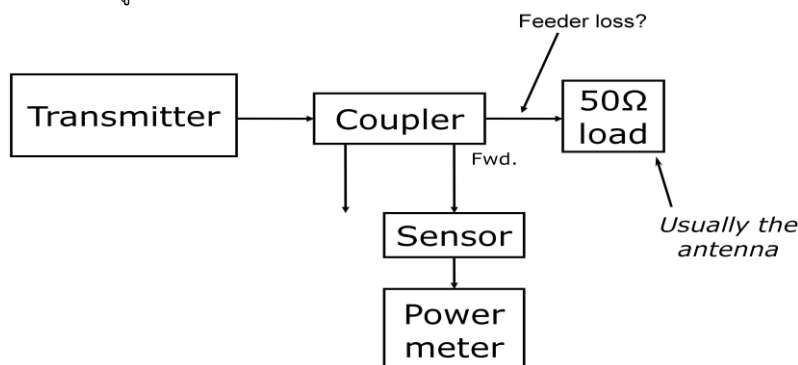 Feeder loss?
Transmitter
Coupler
50Ω
load
Fwd.
Sensor
Usually the
antenna
Power
meter